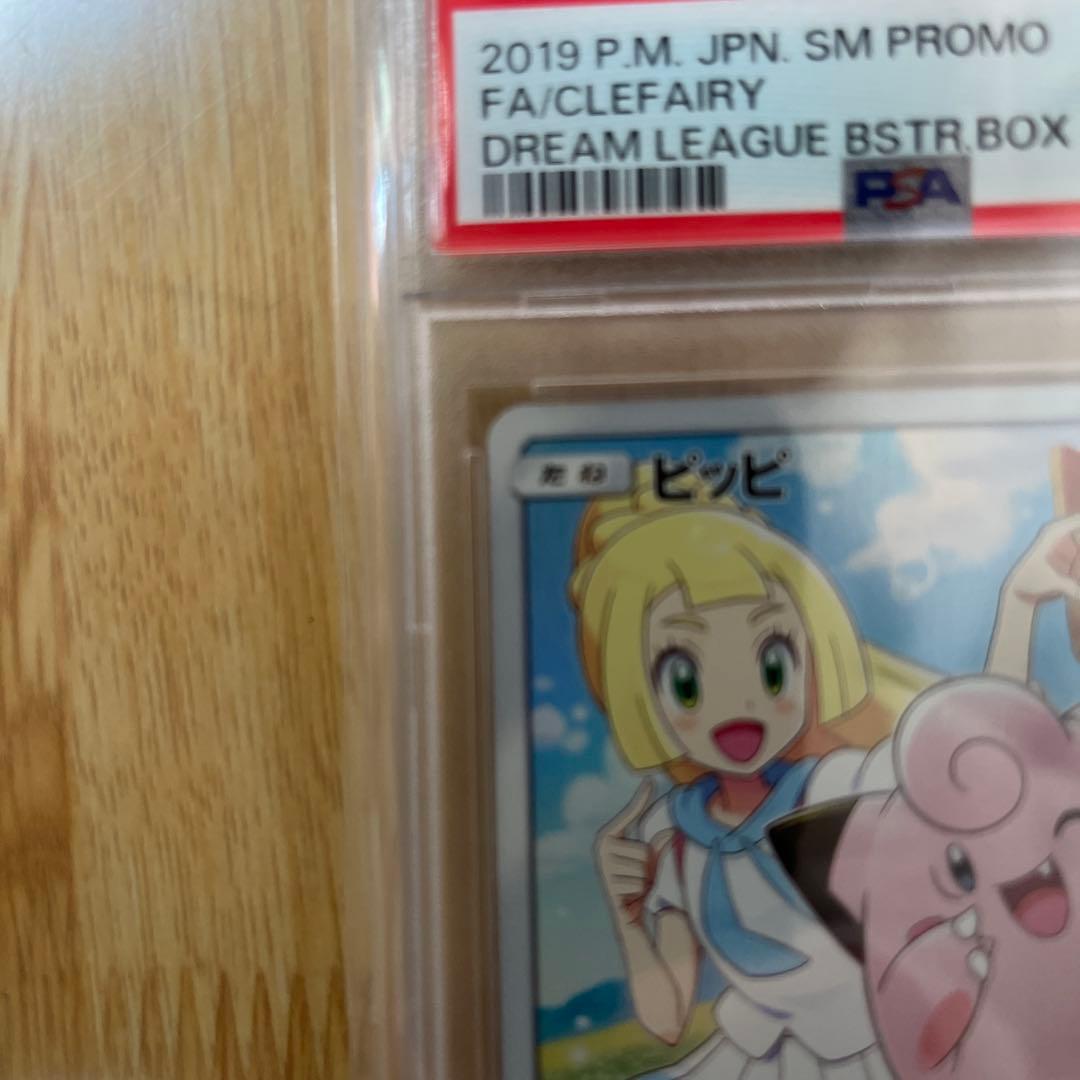 2019 P.M. JPN. SM PROMO
FA/CLEFAIRY
DREAM LEAGUE BSTR.BOX
PSA
たね ピッピ